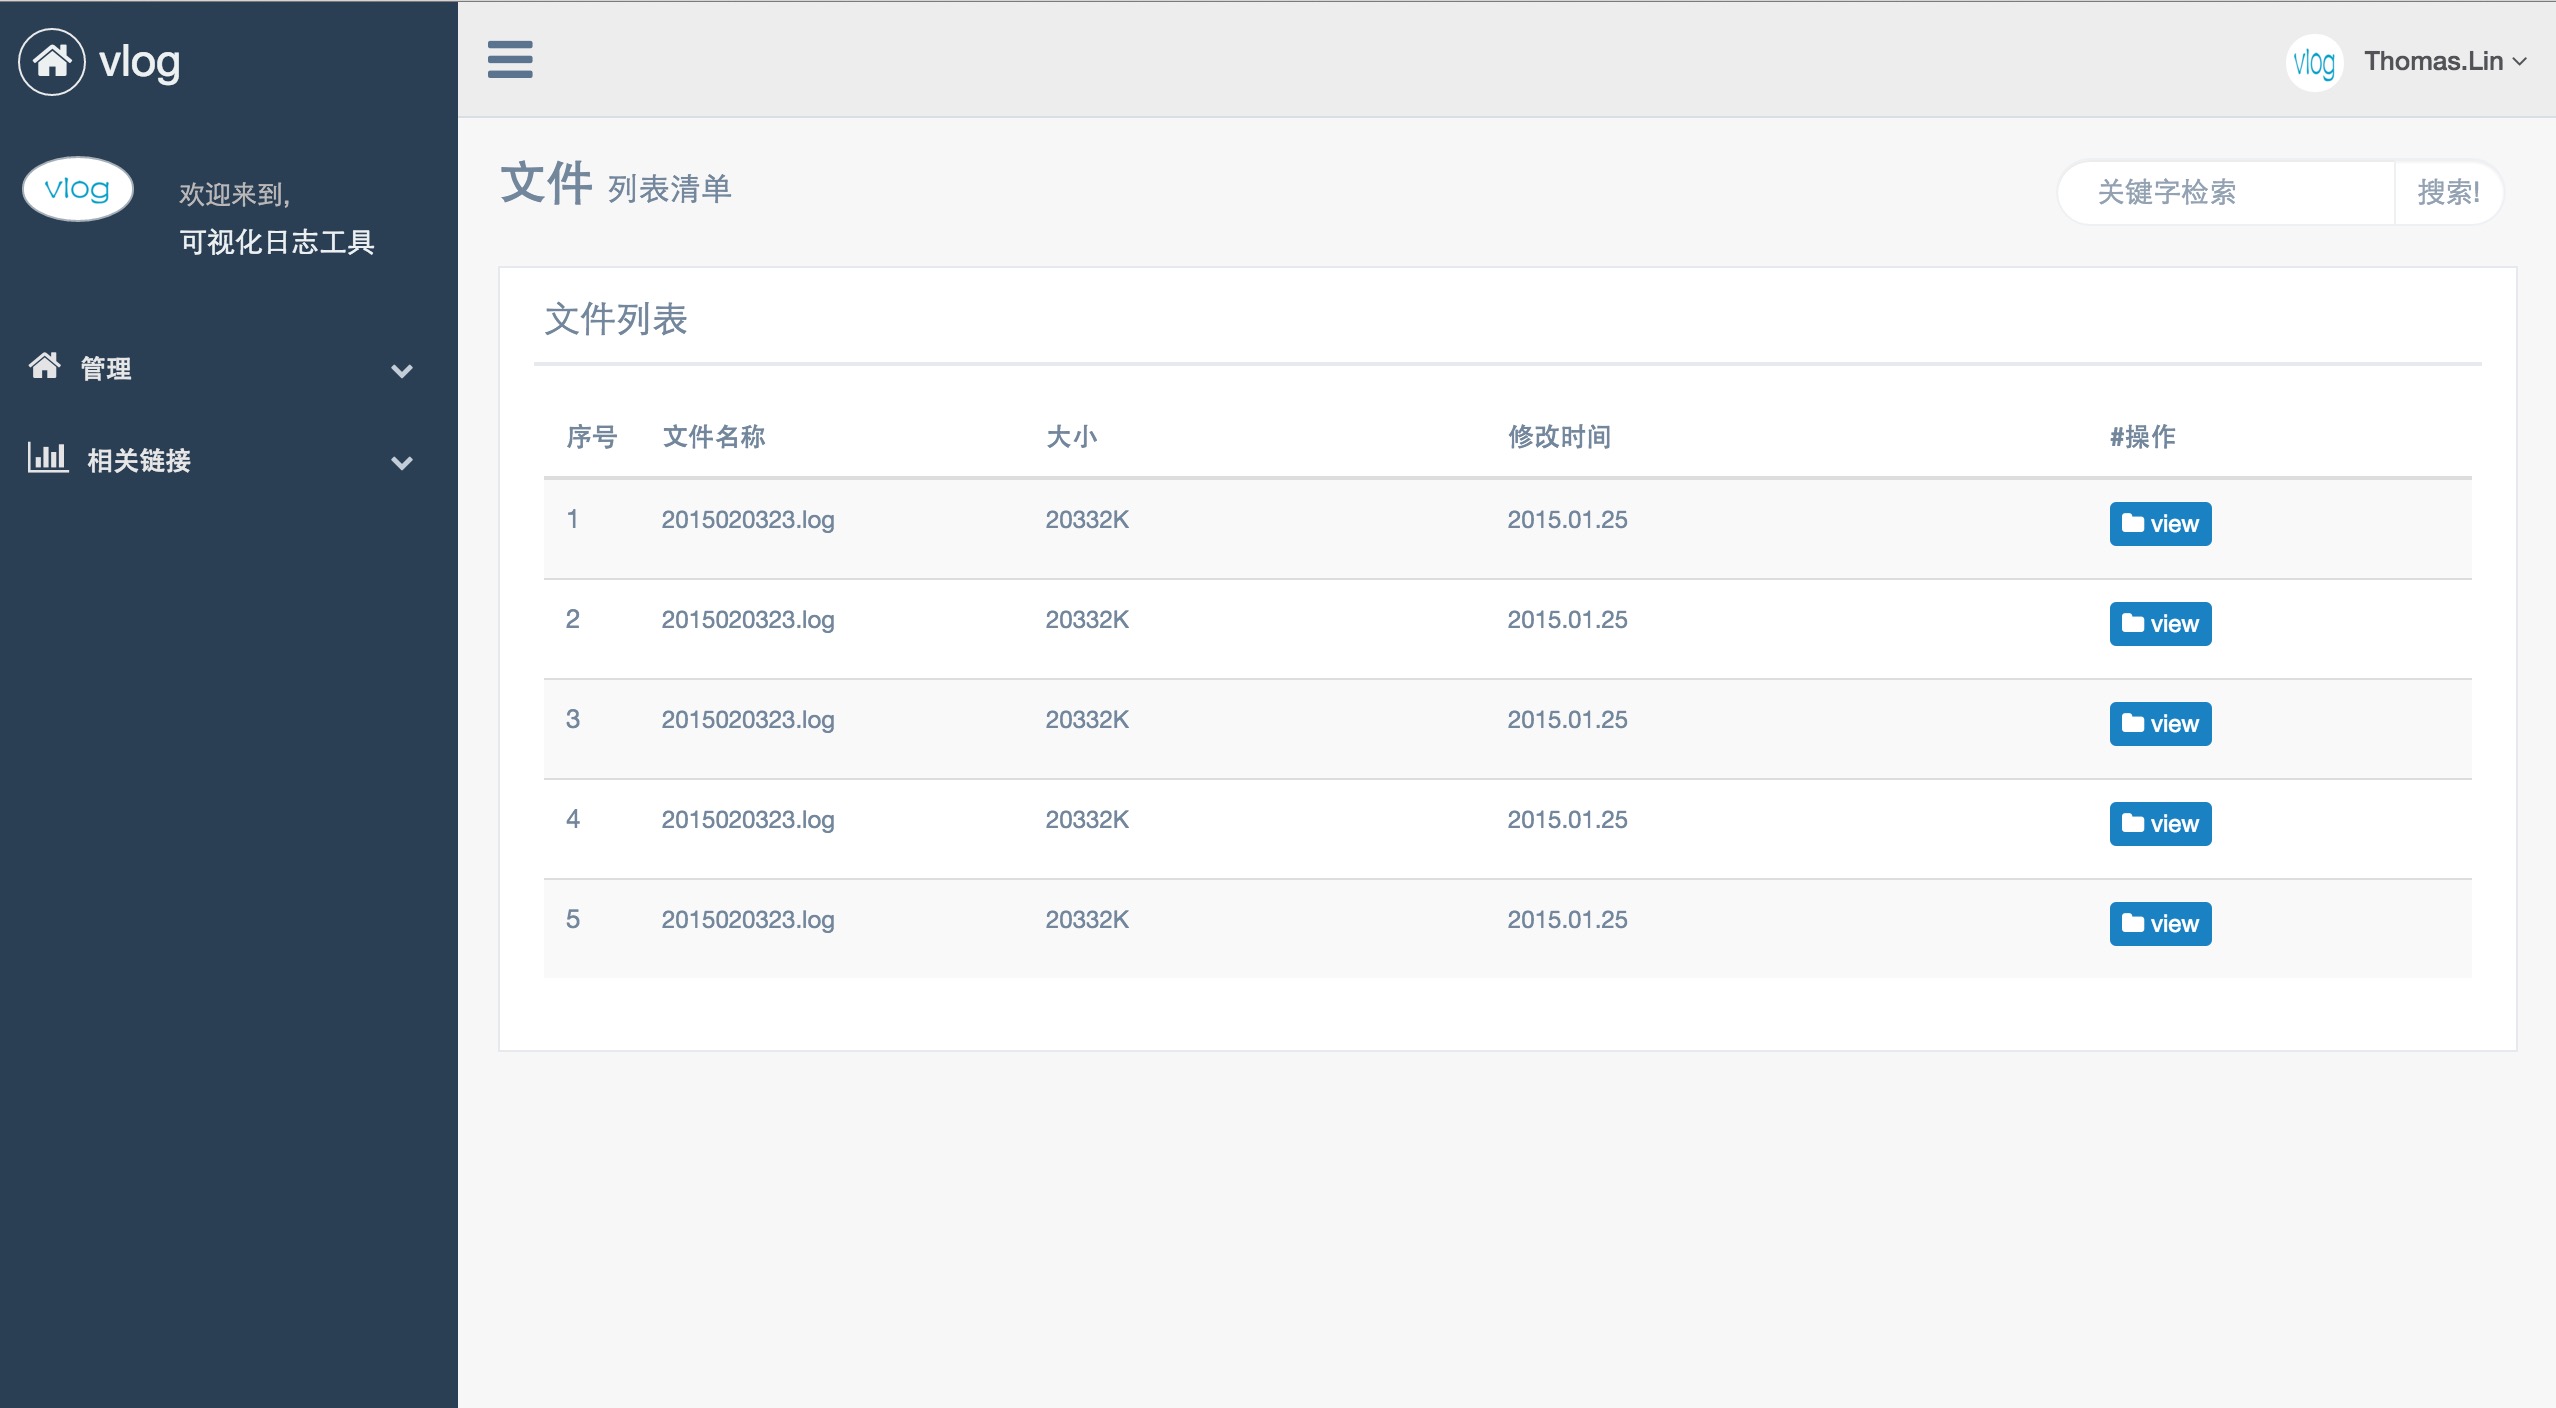 vlog
vlog
欢迎来到,
可视化日志工具
管理
相关链接
vlog Thomas.Lin
文件 列表清单
关键字检索 搜索!
文件列表
序号 文件名称 大小 修改时间 #操作
1 2015020323.log 20332K 2015.01.25 view
2 2015020323.log 20332K 2015.01.25 view
3 2015020323.log 20332K 2015.01.25 view
4 2015020323.log 20332K 2015.01.25 view
5 2015020323.log 20332K 2015.01.25 view